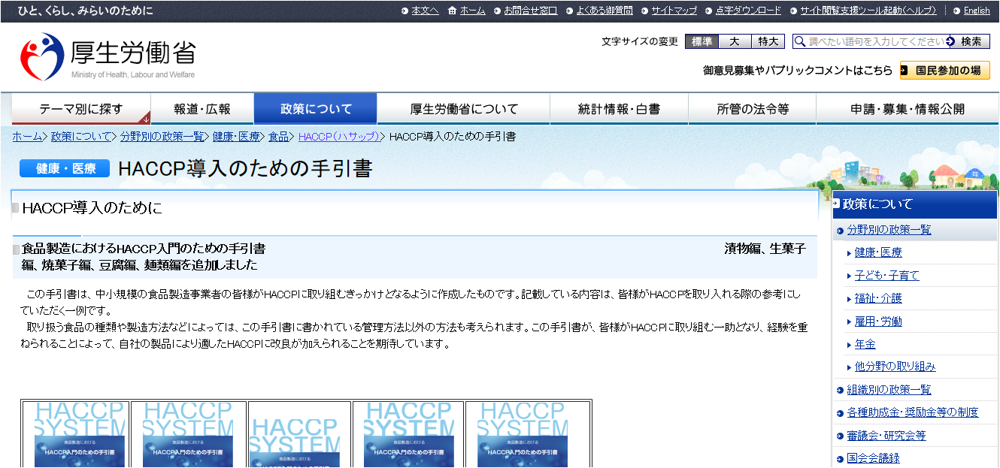 ひと、くらし、みらいのために
本文へ ホーム お問合せ窓口 よくある御質問 サイトマップ 点字ダウンロード サイト閲覧支援ツール起動(ヘルプ) English
厚生労働省
Ministry of Health, Labour and Welfare
文字サイズの変更 標準 大 特大 調べたい語句を入力してください 検索
御意見募集やパブリックコメントはこちら 国民参加の場
テーマ別に探す 報道・広報 政策について 厚生労働省について 統計情報・白書 所管の法令等 申請・募集・情報公開
ホーム> 政策について> 分野別の政策一覧> 健康・医療> 食品> HACCP(ハサップ)> HACCP導入のための手引書
健康・医療 HACCP導入のための手引書
HACCP導入のために
食品製造におけるHACCP入門のための手引書 漬物編、生菓子
編、焼菓子編、豆腐編、麺類編を追加しました
この手引書は、中小規模の食品製造事業者の皆様がHACCPに取り組むきっかけとなるように作成したものです。記載している内容は、皆様がHACCPを取り入れる際の参考にし
ていただく一例です。
取り扱う食品の種類や製造方法などによっては、この手引書に書かれている管理方法以外の方法も考えられます。この手引書が、皆様がHACCPに取り組む一助となり、経験を重
ねられることによって、自社の製品により適したHACCPに改良が加えられることを期待しています。
HACCP
SYSTEM
食品製造における
HACCP入門のための手引書
HACCP
SYSTEM
食品製造における
HACCP入門のための手引書
HACCP
SYSTEM
食品製造における
HACCP
SYSTEM
食品製造における
HACCP入門のための手引書
HACCP
SYSTEM
食品製造における
HACCP入門のための手引書
政策について
分野別の政策一覧
健康・医療
子ども・子育て
福祉・介護
雇用・労働
年金
他分野の取り組み
組織別の政策一覧
各種助成金・奨励金等の制度
審議会・研究会等
国会会議録